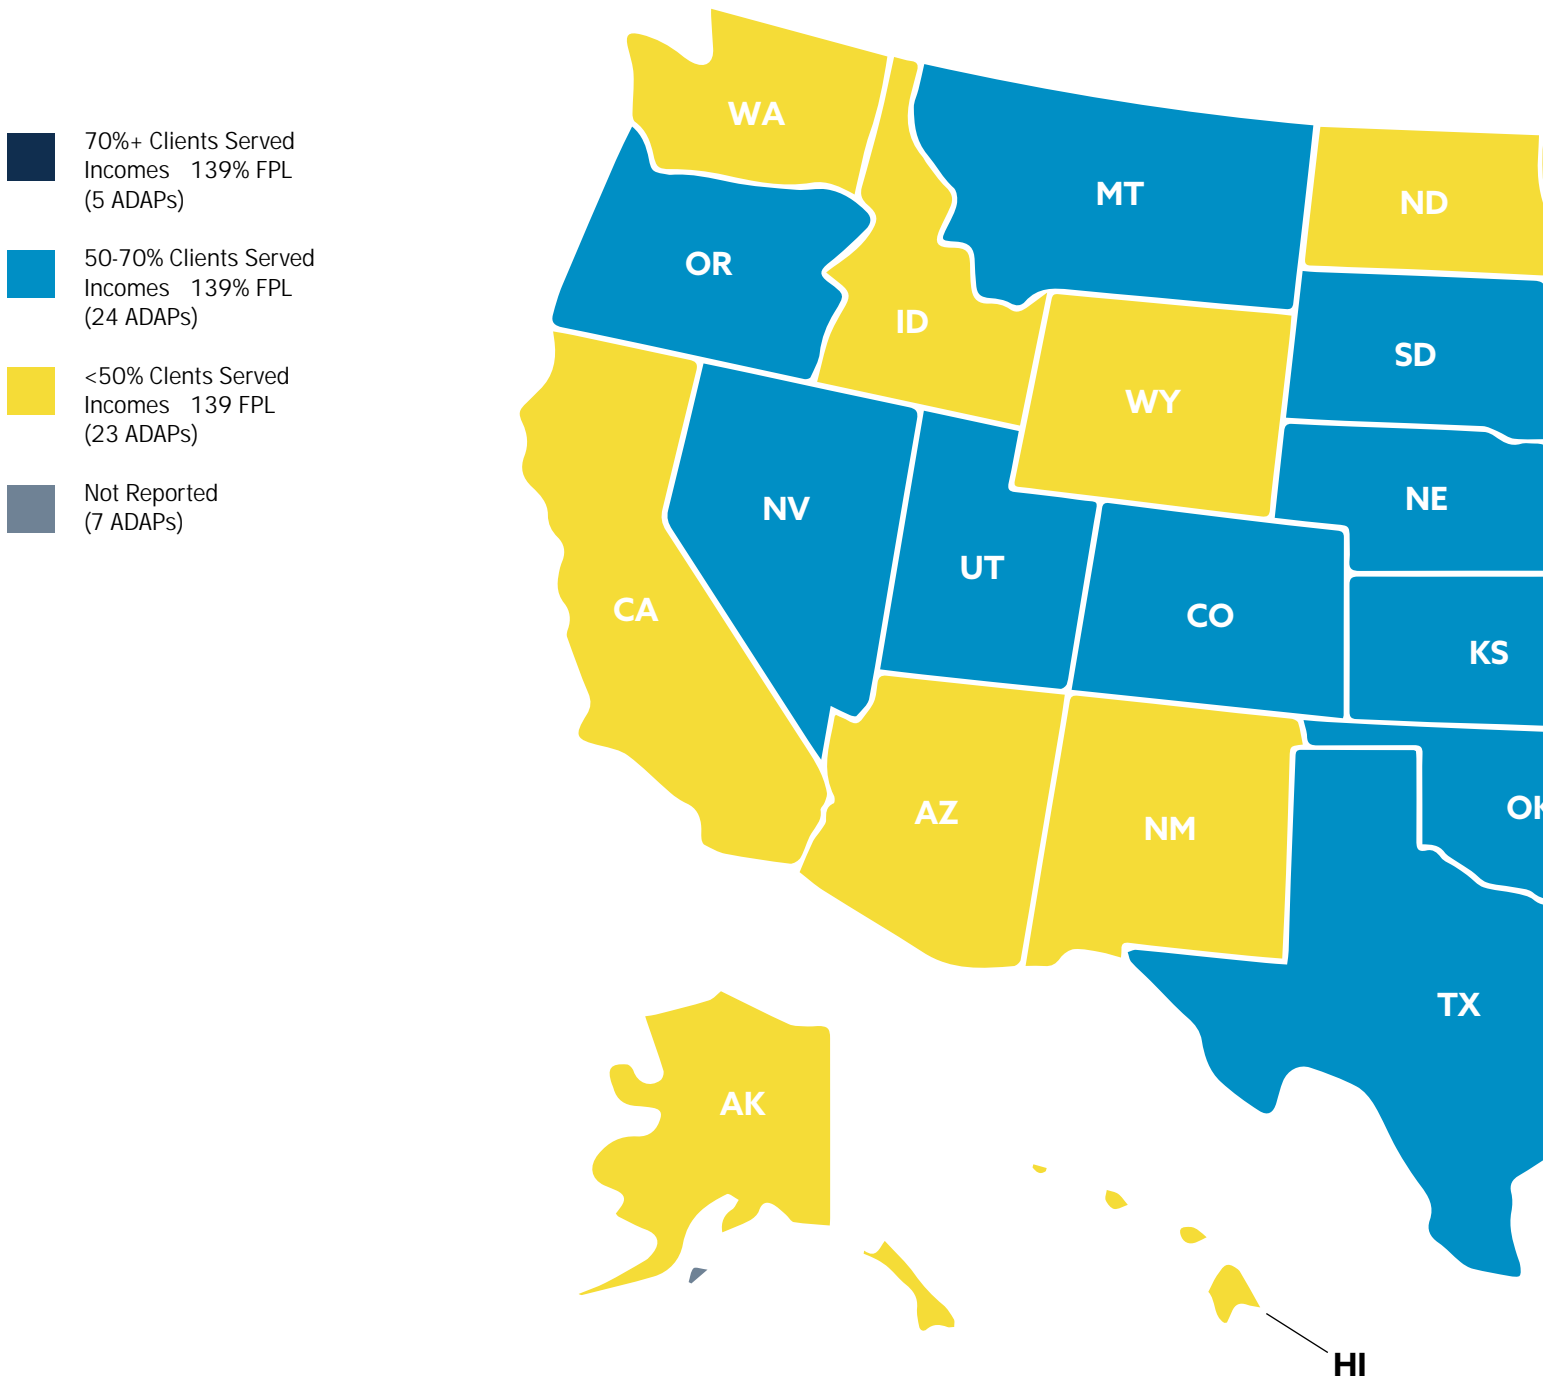 70%+ Clients Served
Incomes 139% FPL
(5 ADAPs)
50-70% Clients Served
Incomes 139% FPL
(24 ADAPs)
<50% Clents Served
Incomes 139 FPL
(23 ADAPs)
Not Reported
(7 ADAPs)
WA
MT
ND
OR
ID
SD
WY
NE
NV
UT
CO
CA
KS
AZ
NM
OK
TX
AK
HI